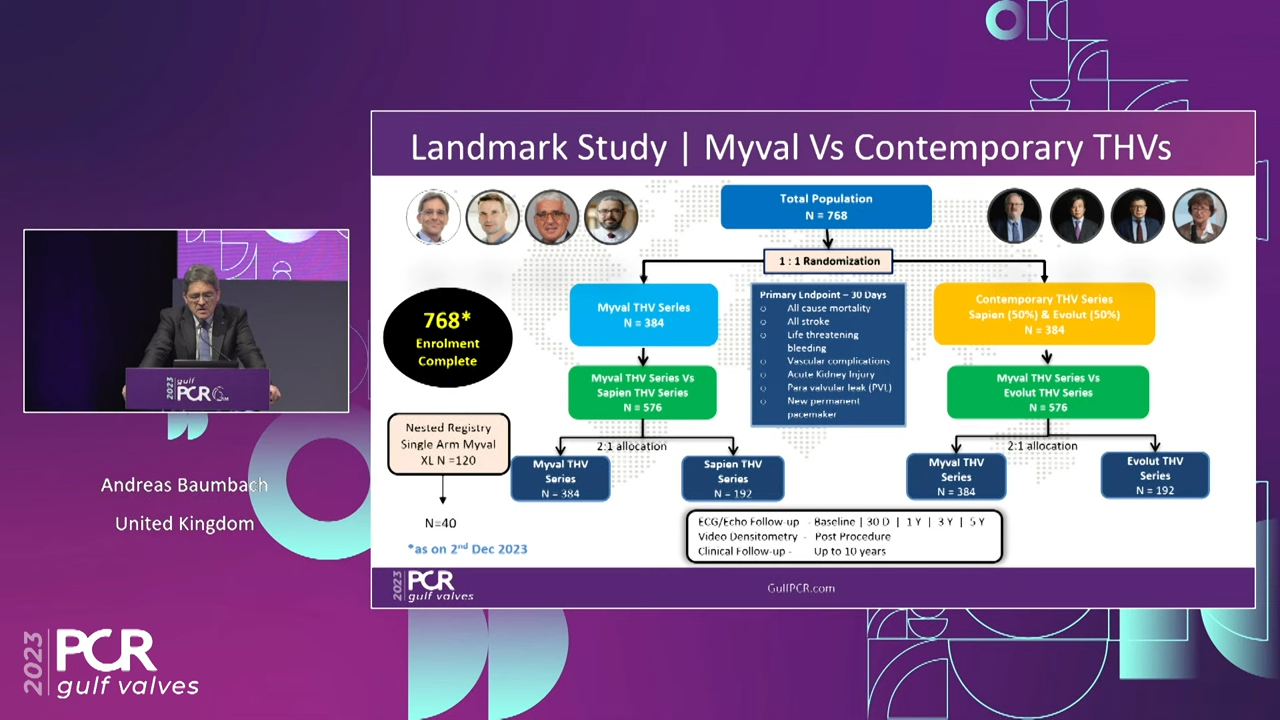 Landmark Study | Myval Vs Contemporary THVs
Total Population
N = 768
1 : 1 Randomization
Myval THV Series
N = 384
Primary Endpoint – 30 Days
o All cause mortality
o All stroke
o Life threatening
bleeding
o Vascular complications
o Acute Kidney Injury
o Para valvular leak (PVL)
o New permanent
pacemaker
Contemporary THV Series
Sapien (50%) & Evolut (50%)
N = 384
768*
Enrolment
Complete
Myval THV Series Vs
Sapien THV Series
N = 576
Myval THV Series Vs
Evolut THV Series
N = 576
Nested Registry
Single Arm Myval
XL N =120
N=40
*as on 2nd Dec 2023
2:1 allocation
Myval THV
Series
N = 384
Sapien THV
Series
N = 192
2:1 allocation
Myval THV
Series
N = 384
Evolut THV
Series
N = 192
ECG/Echo Follow-up - Baseline | 30 D | 1 Y | 3 Y | 5 Y
Video Densitometry - Post Procedure
Clinical Follow-up - Up to 10 years
2023 PCR
gulf valves
GulfPCR.com
2023 gulf
PCR
Andreas Baumbach
United Kingdom
2023 PCR
gulf valves